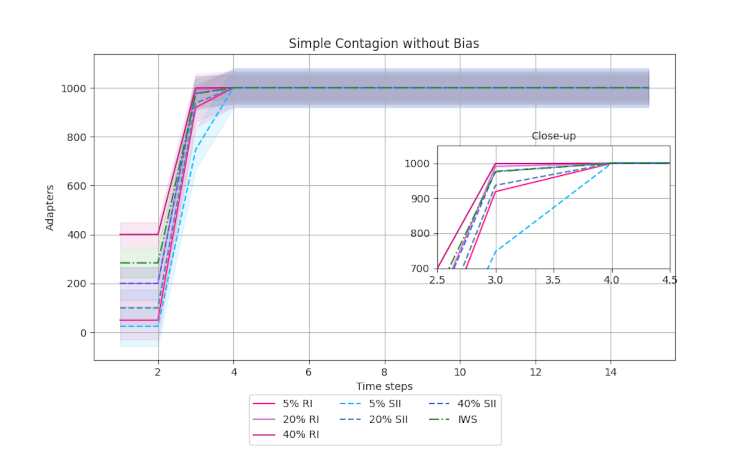 Simple Contagion without Bias
Adapters
1000
800
600
400
200
0
2
4
6
8
10
12
14
Time steps
Close-up
1000
900
800
700
2.5
3.0
3.5
4.0
4.5
5% RI
20% RI
40% RI
5% SII
20% SII
40% SII
IWS